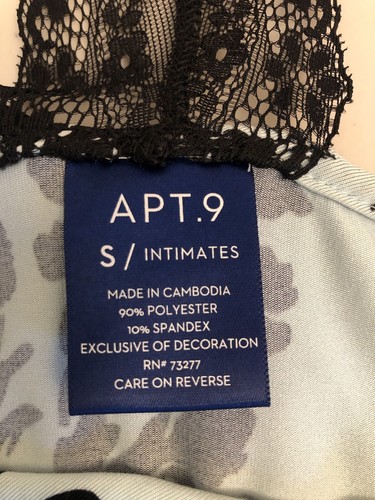 APT.9
S/ INTIMATES
MADE IN CAMBODIA
90% POLYESTER
10% SPANDEX
EXCLUSIVE OF DECORATION
RN# 73277
CARE ON REVERSE